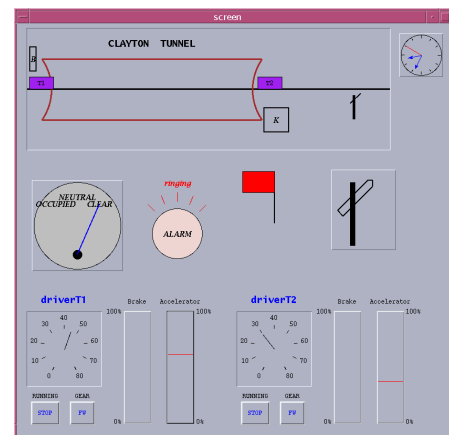 screen
CLAYTON TUNNEL
R
T1
T2
K
ringing
NEUTRAL
OCCUPIED CLEAR
ALARM
driverT1
Brake Accelerator
driverT2
Brake Accelerator
100% 100%
100% 100%
40
30 50
20 60
10 70
0 80
40
30 50
20 60
10 70
0 80
RUNNING GEAR
STOP FW
0% 0%
RUNNING GEAR
STOP FW
0% 0%